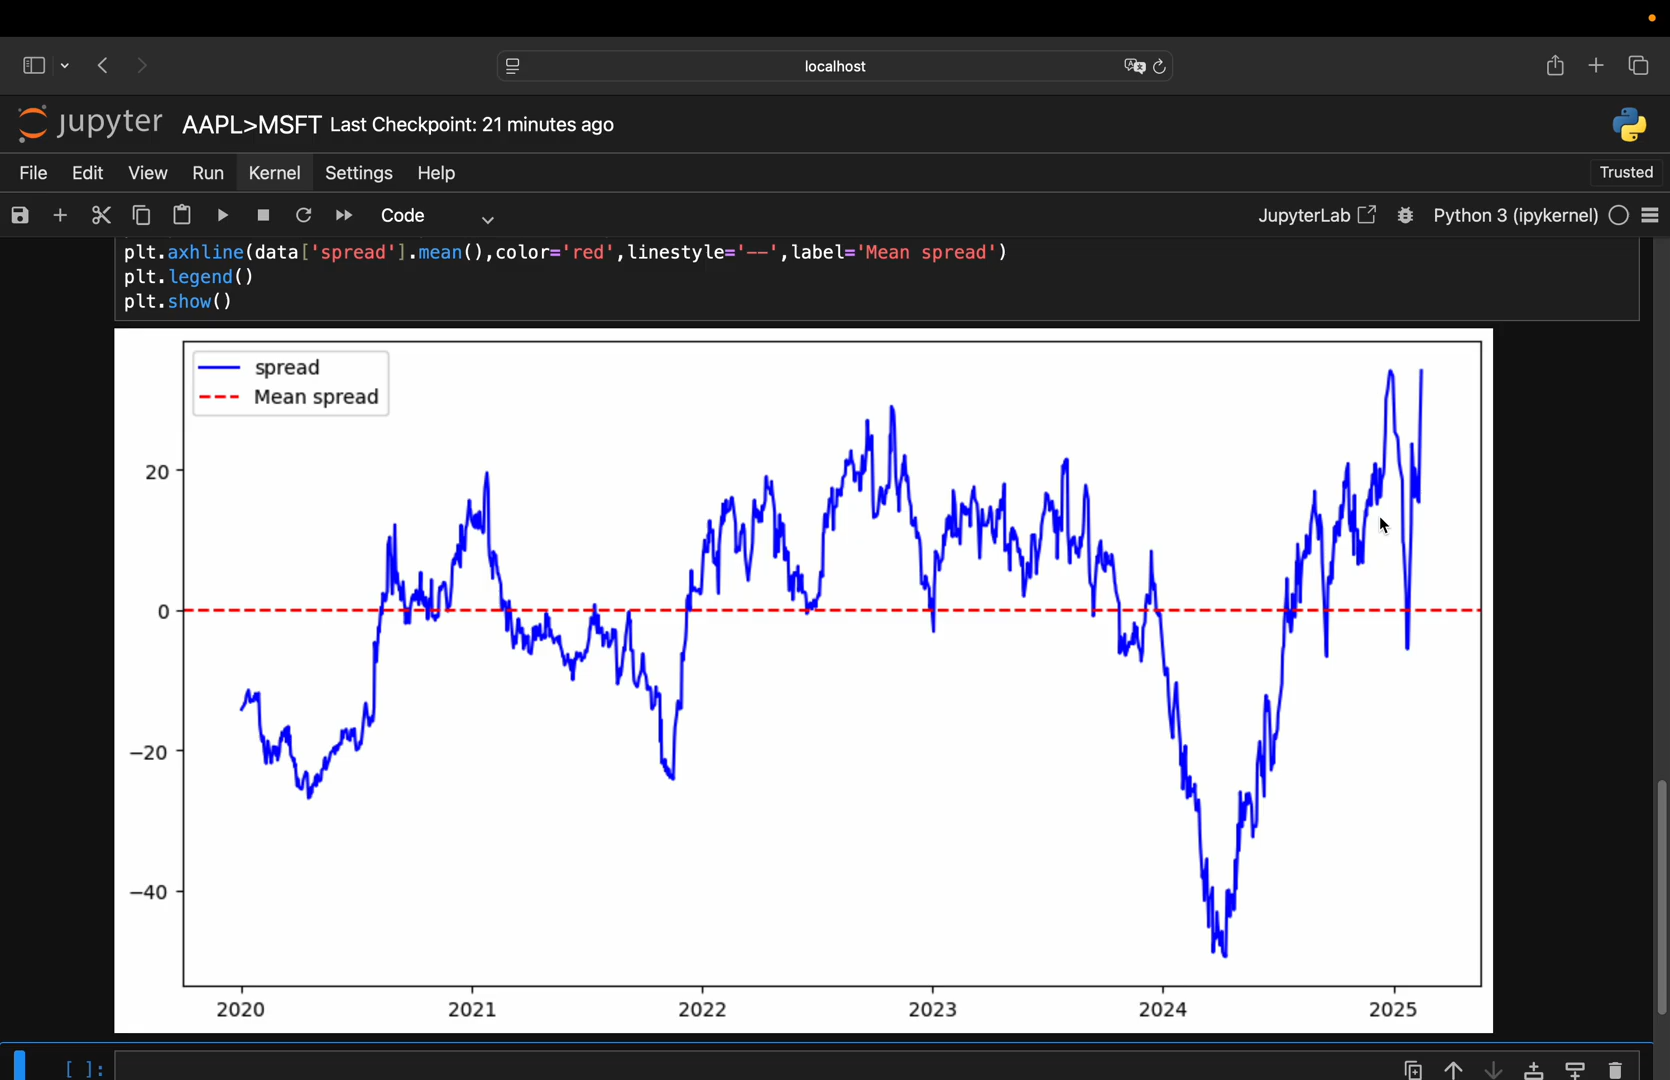 localhost
jupyter AAPL>MSFT Last Checkpoint: 21 minutes ago
File Edit View Run Kernel Settings Help Trusted
Code JupyterLab Python 3 (ipykernel)
plt.axhline(data['spread'].mean(),color='red',linestyle='--',label='Mean spread')
plt.legend()
plt.show()
spread
Mean spread
20
0
−20
−40
2020 2021 2022 2023 2024 2025
[ ]: